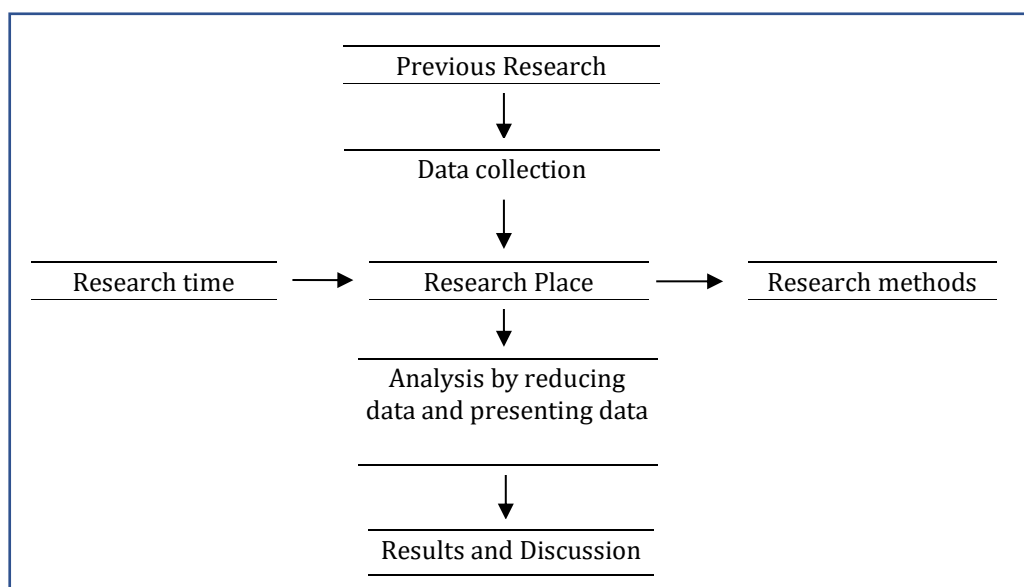 Previous Research
Data collection
Research time
Research Place
Research methods
Analysis by reducing
data and presenting data
Results and Discussion